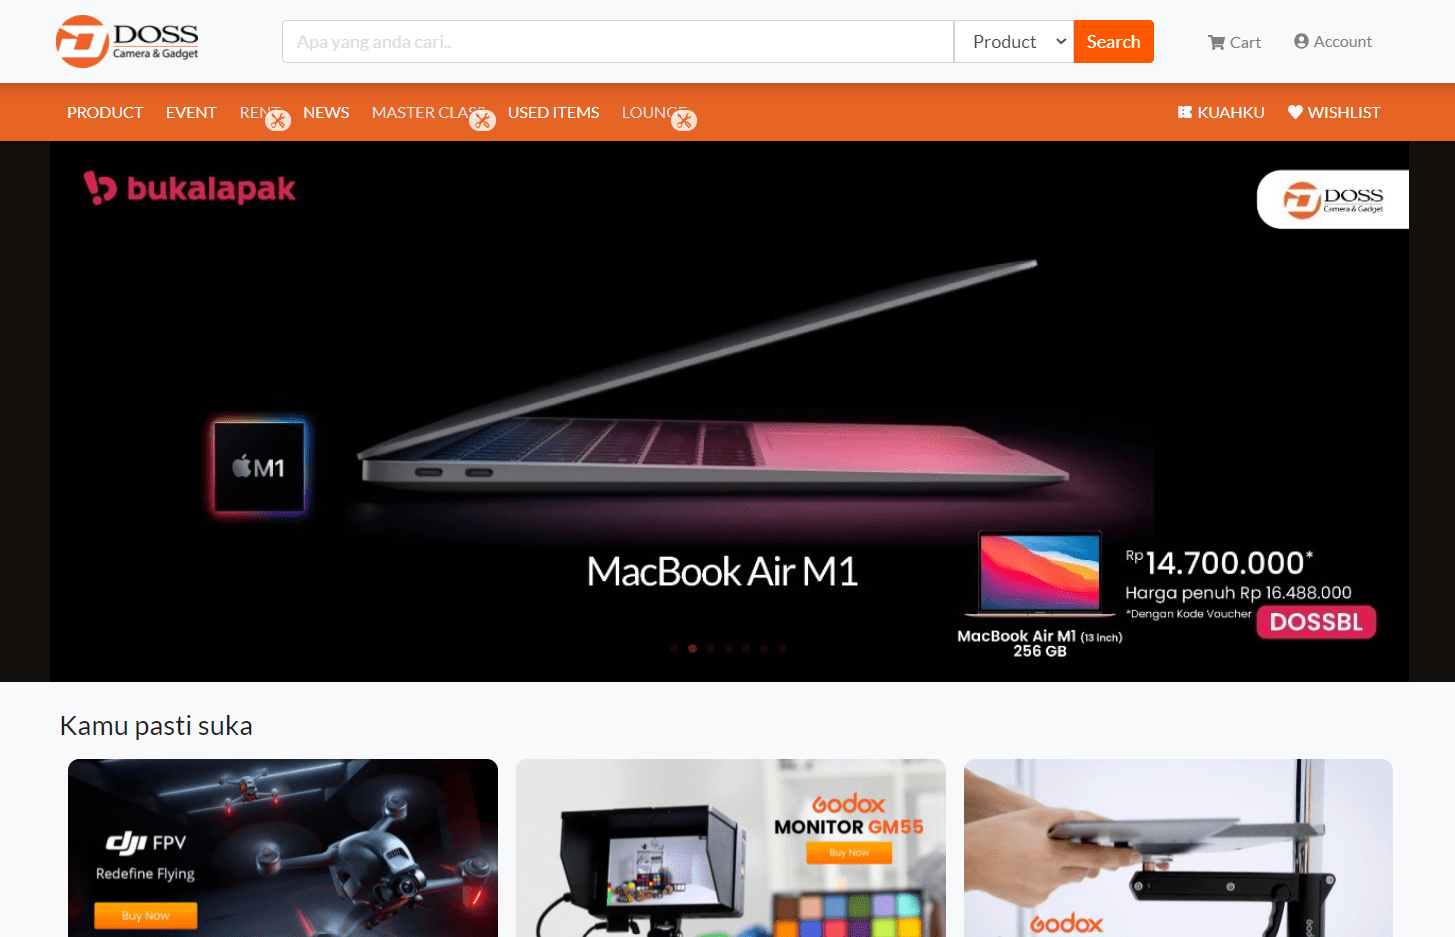 DOSS
Camera & Gadget
Apa yang anda cari..
Product
Search
Cart
Account
PRODUCT
EVENT
RENT
NEWS
MASTER CLASS
USED ITEMS
LOUNGE
KUAHKU
WISHLIST
bukalapak
DOSS
Camera & Gadget
M1
MacBook Air M1
Rp 14.700.000*
Harga penuh Rp 16.488.000
*Dengan Kode Voucher
DOSSBL
MacBook Air M1 (13 inch)
256 GB
Kamu pasti suka
dji FPV
Redefine Flying
Buy Now
Godox
MONITOR GM55
Buy Now
Godox